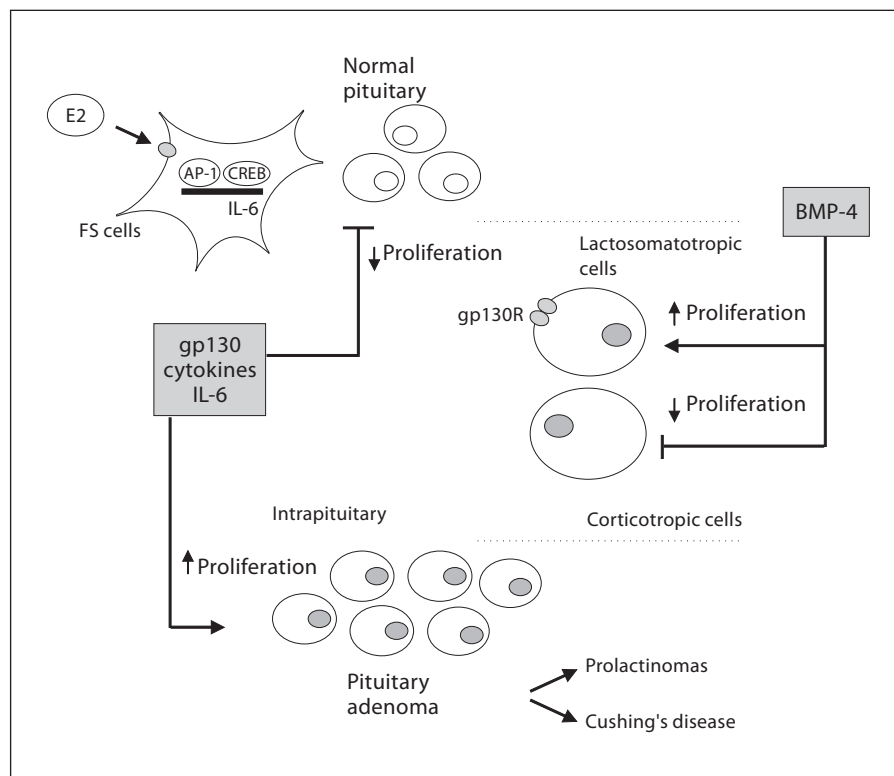 Normal
pituitary
E2
AP-1 CREB
IL-6
FS cells
BMP-4
↓ Proliferation
Lactosomatotropic
cells
gp130R
↑ Proliferation
gp130
cytokines
IL-6
↓ Proliferation
Intrapituitary
Corticotropic cells
↑ Proliferation
Pituitary
adenoma
Prolactinomas
Cushing's disease